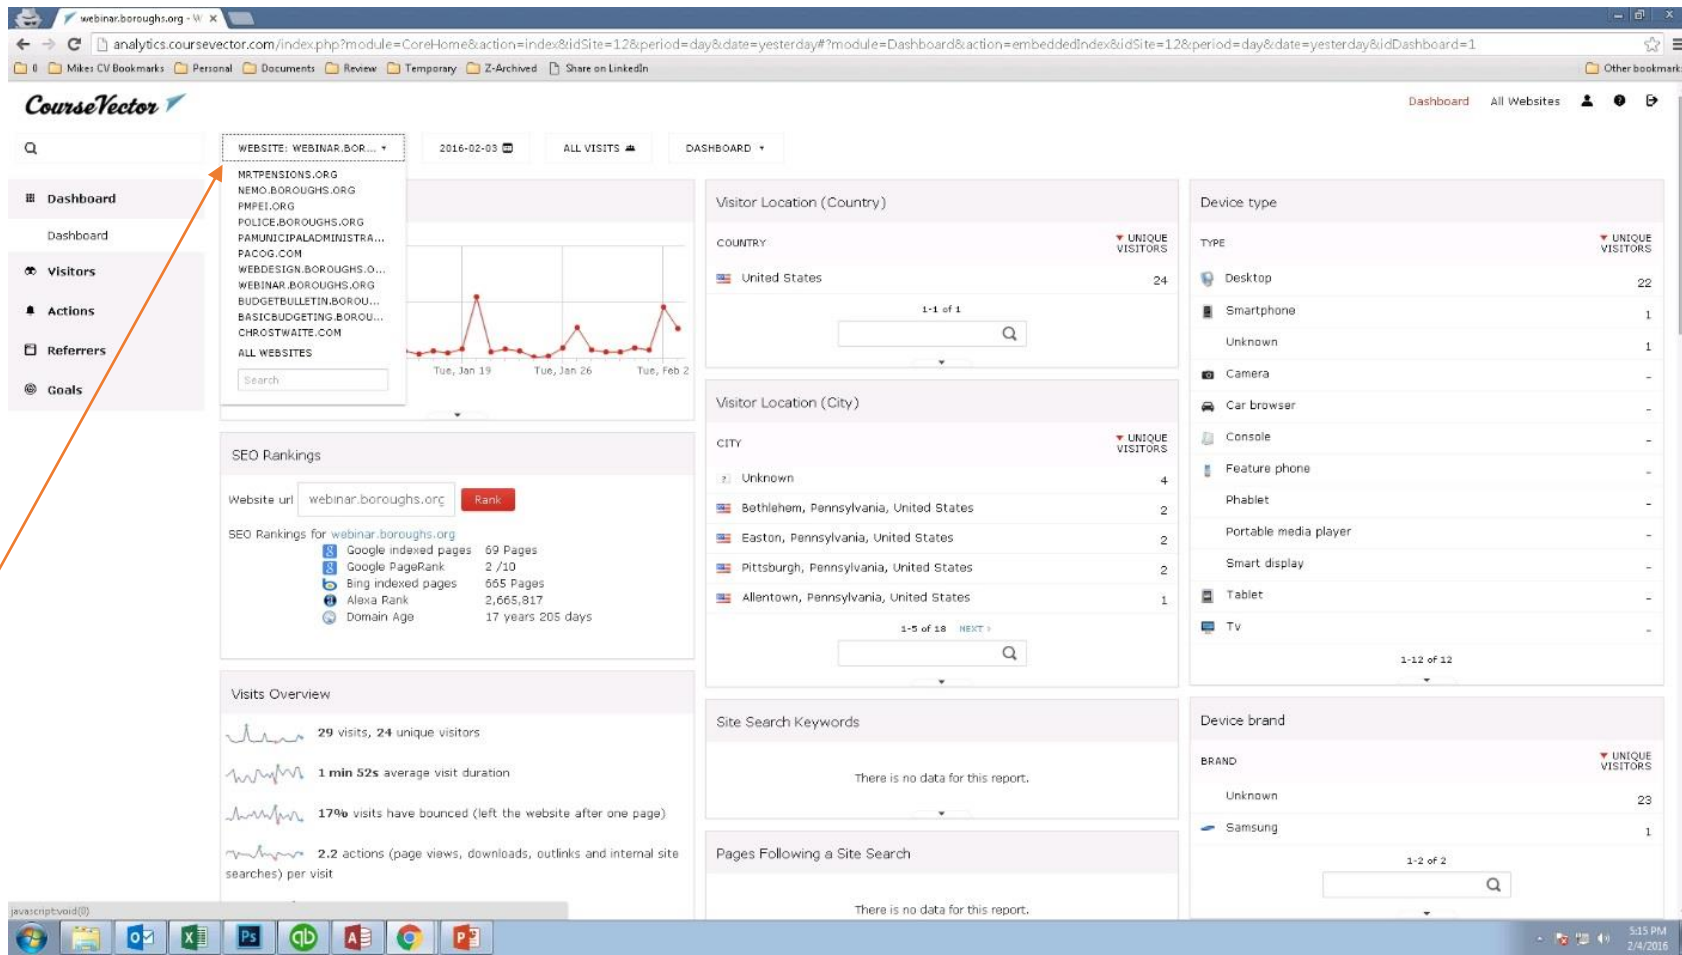 webinar.boroughs.org - W
analytics.coursevector.com/index.php?module=CoreHome&action=index&idSite=12&period=day&date=yesterday#?module=Dashboard&action=embeddedIndex&idSite=12&period=day&date=yesterday&idDashboard=1
0 Mikes CV Bookmarks Personal Documents Review Temporary Z-Archived Share on LinkedIn Other bookmark
CourseVector
Dashboard All Websites
WEBSITE: WEBINAR.BOR... 2016-02-03 ALL VISITS DASHBOARD
MRTPENSIONS.ORG
NEMO.BOROUGHS.ORG
PMPEI.ORG
POLICE.BOROUGHS.ORG
PAMUNICIPALADMINISTRA...
PACOG.COM
WEBDESIGN.BOROUGHS.O...
WEBINAR.BOROUGHS.ORG
BUDGETBULLETIN.BOROU...
BASICBUDGETING.BOROU...
CHROSTWAITE.COM
ALL WEBSITES
Search
Dashboard
Dashboard
Visitors
Actions
Referrers
Goals
Tue, Jan 19 Tue, Jan 26 Tue, Feb 2
SEO Rankings
Website url webinar.boroughs.org Rank
SEO Rankings for webinar.boroughs.org
Google indexed pages 69 Pages
Google PageRank 2 /10
Bing indexed pages 665 Pages
Alexa Rank 2,665,817
Domain Age 17 years 205 days
Visits Overview
29 visits, 24 unique visitors
1 min 52s average visit duration
17% visits have bounced (left the website after one page)
2.2 actions (page views, downloads, outlinks and internal site
searches) per visit
Visitor Location (Country)
COUNTRY UNIQUE
VISITORS
United States 24
1-1 of 1
Visitor Location (City)
CITY UNIQUE
VISITORS
Unknown 4
Bethlehem, Pennsylvania, United States 2
Easton, Pennsylvania, United States 2
Pittsburgh, Pennsylvania, United States 2
Allentown, Pennsylvania, United States 1
1-5 of 18 NEXT ›
Site Search Keywords
There is no data for this report.
Pages Following a Site Search
There is no data for this report.
Device type
TYPE UNIQUE
VISITORS
Desktop 22
Smartphone 1
Unknown 1
Camera -
Car browser -
Console -
Feature phone -
Phablet -
Portable media player -
Smart display -
Tablet -
Tv -
1-12 of 12
Device brand
BRAND UNIQUE
VISITORS
Unknown 23
Samsung 1
1-2 of 2
javascript:void(0)
5:15 PM
2/4/2016